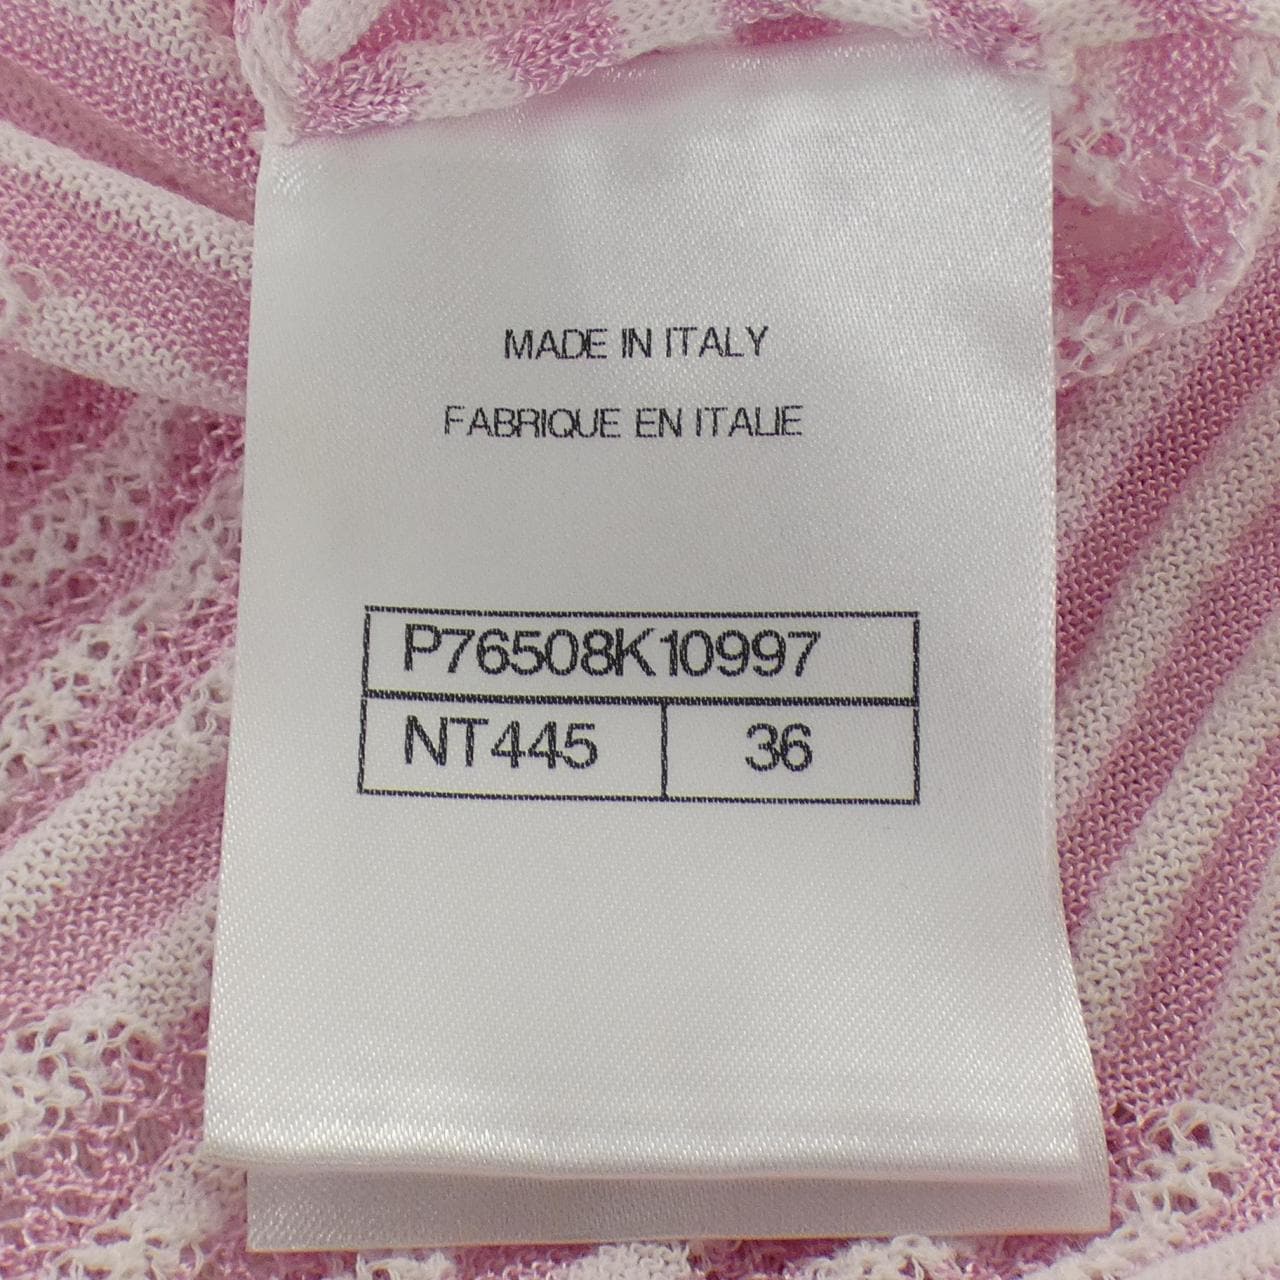 MADE IN ITALY
FABRIQUE EN ITALIE
P76508K10997
NT445 36